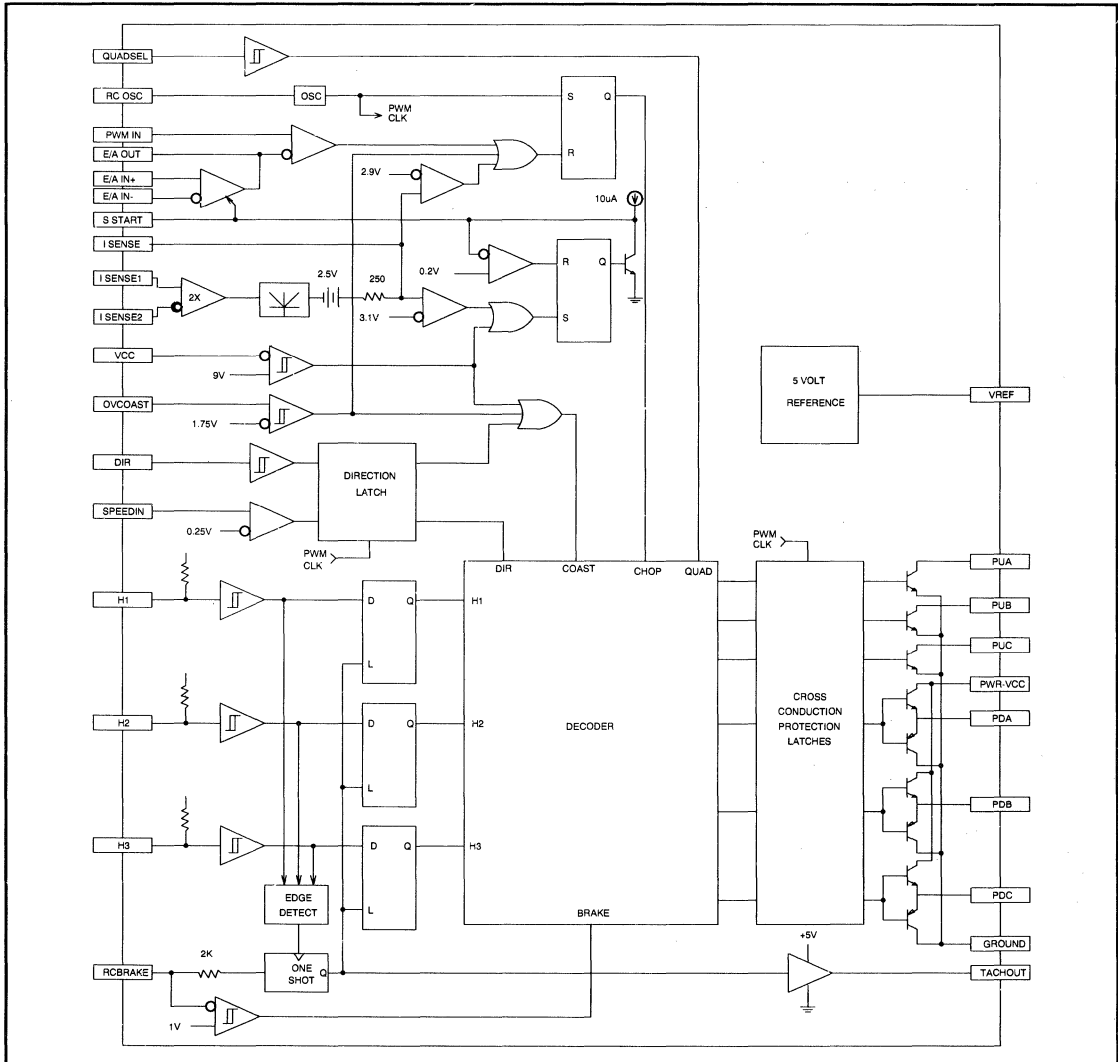 QUADSEL
RC OSC
OSC
PWM
CLK
S Q
R
PWM IN
E/A OUT
E/A IN+
E/A IN-
2.9V
10uA
S START
I SENSE
I SENSE1
I SENSE2
2X
2.5V
250
0.2V
3.1V
R Q
S
VCC
9V
OVCOAST
1.75V
5 VOLT
REFERENCE
VREF
DIR
SPEEDIN
0.25V
DIRECTION
LATCH
PWM
CLK
DIR COAST CHOP QUAD
PWM
CLK
H1
D Q
L
H1
H2
D Q
L
H2
H3
D Q
L
H3
DECODER
BRAKE
CROSS
CONDUCTION
PROTECTION
LATCHES
PUA
PUB
PUC
PWR-VCC
PDA
PDB
PDC
GROUND
TACHOUT
EDGE
DETECT
RCBRAKE
2K
ONE
SHOT
Q
+5V
1V